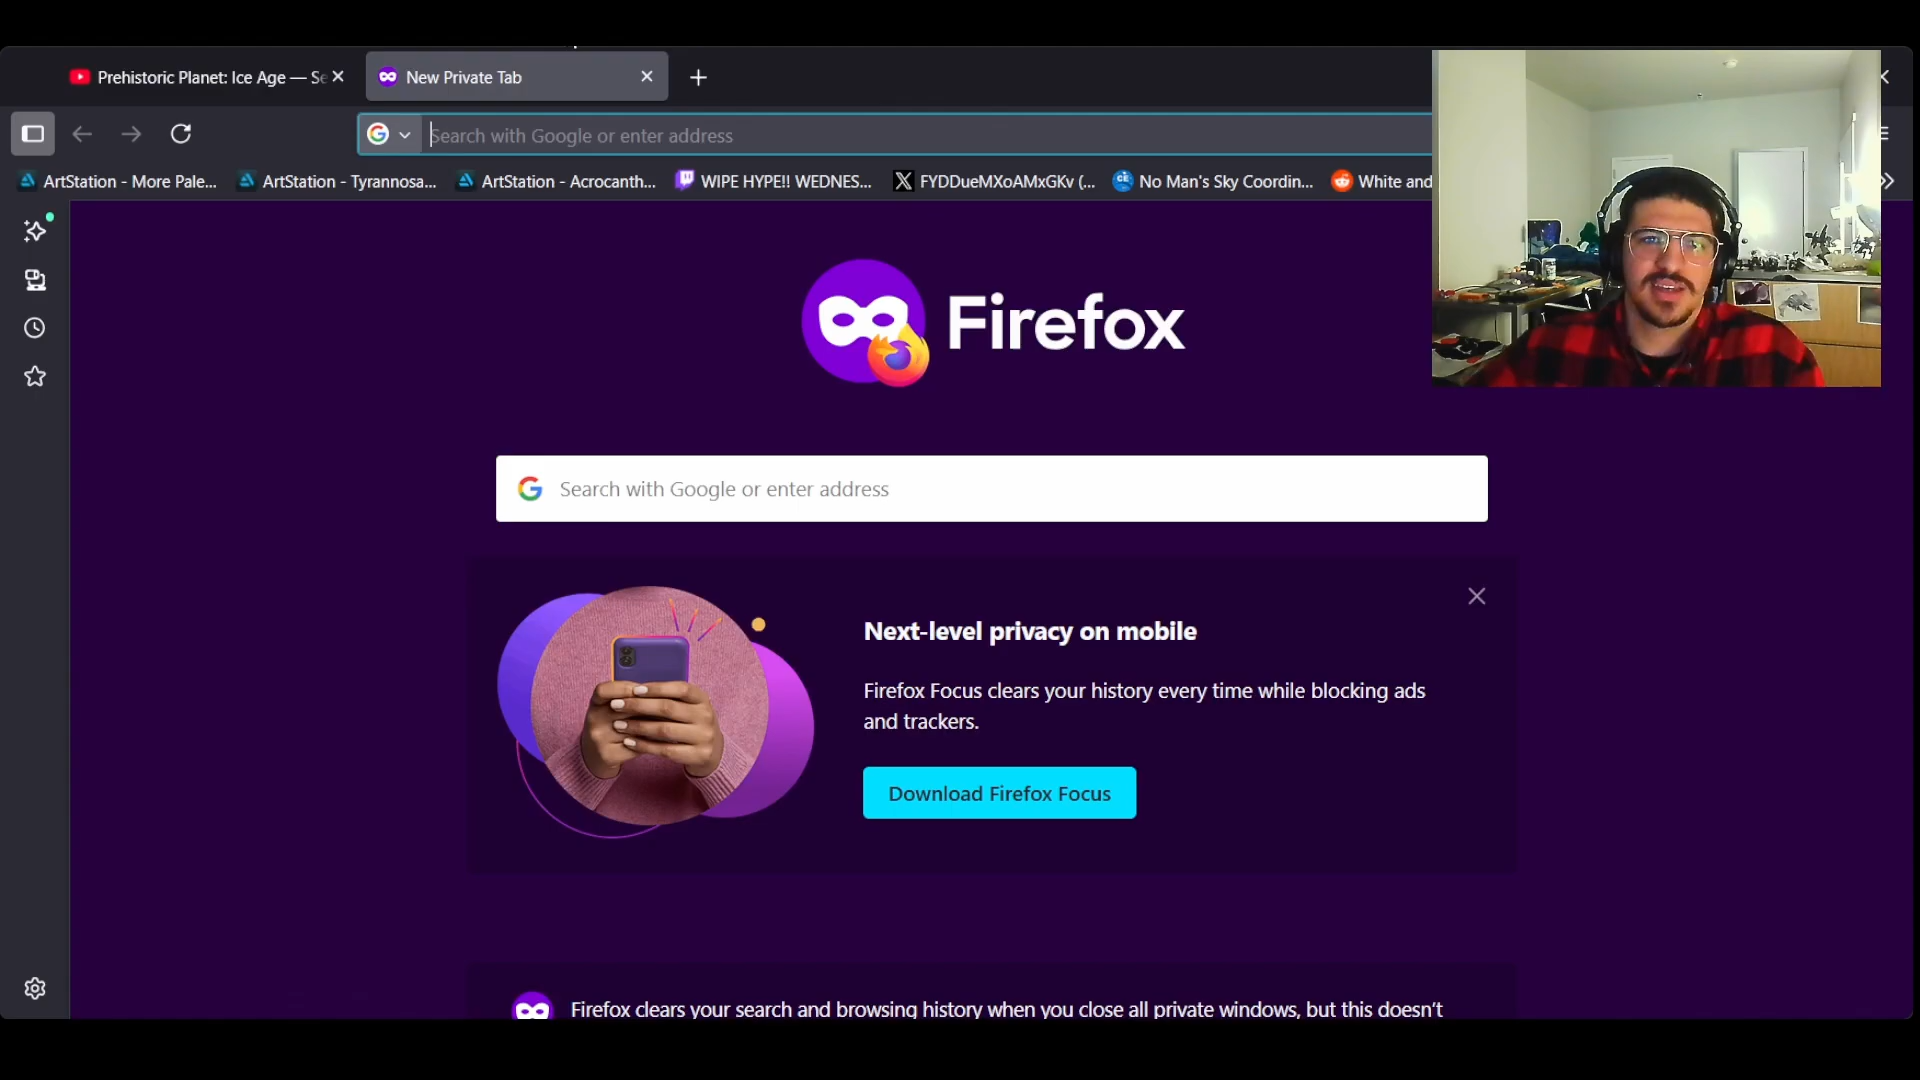 Prehistoric Planet: Ice Age — Se
New Private Tab
Search with Google or enter address
ArtStation - More Pale...
ArtStation - Tyrannosa...
ArtStation - Acrocanth...
WIPE HYPE!! WEDNES...
FYDDueMXoAMxGKv (...
No Man's Sky Coordin...
White and
Firefox
Search with Google or enter address
Next-level privacy on mobile
Firefox Focus clears your history every time while blocking ads
and trackers.
Download Firefox Focus
Firefox clears your search and browsing history when you close all private windows, but this doesn't